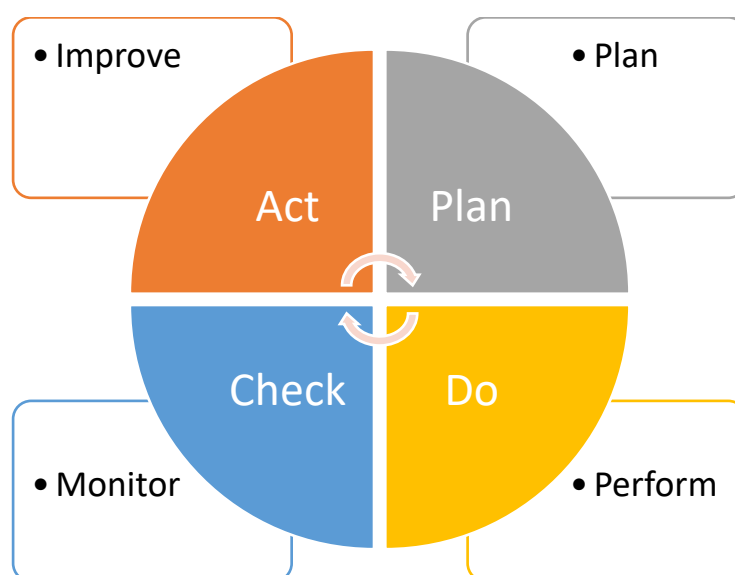 • Improve
• Plan
Act
Plan
Check
Do
• Monitor
• Perform